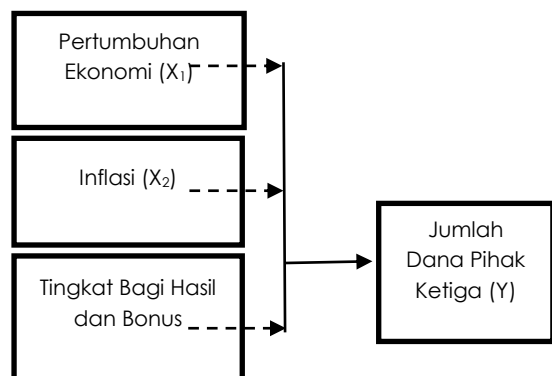 Pertumbuhan
Ekonomi (X₁)
Inflasi (X₂)
Tingkat Bagi Hasil
dan Bonus
Jumlah
Dana Pihak
Ketiga (Y)